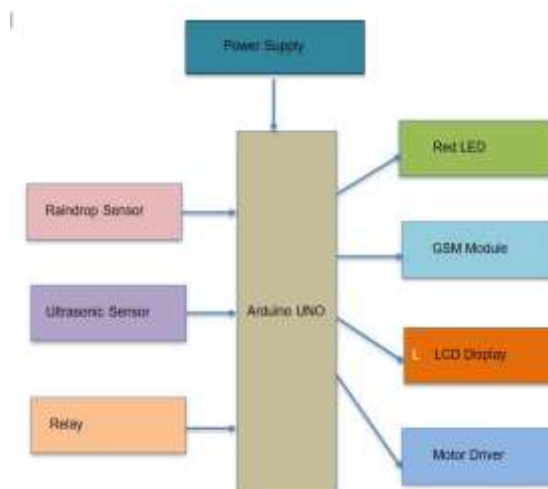 Power Supply
Red LED
Raindrop Sensor
GSM Module
Ultrasonic Sensor
Arduino UNO
L LCD Display
Relay
Motor Driver